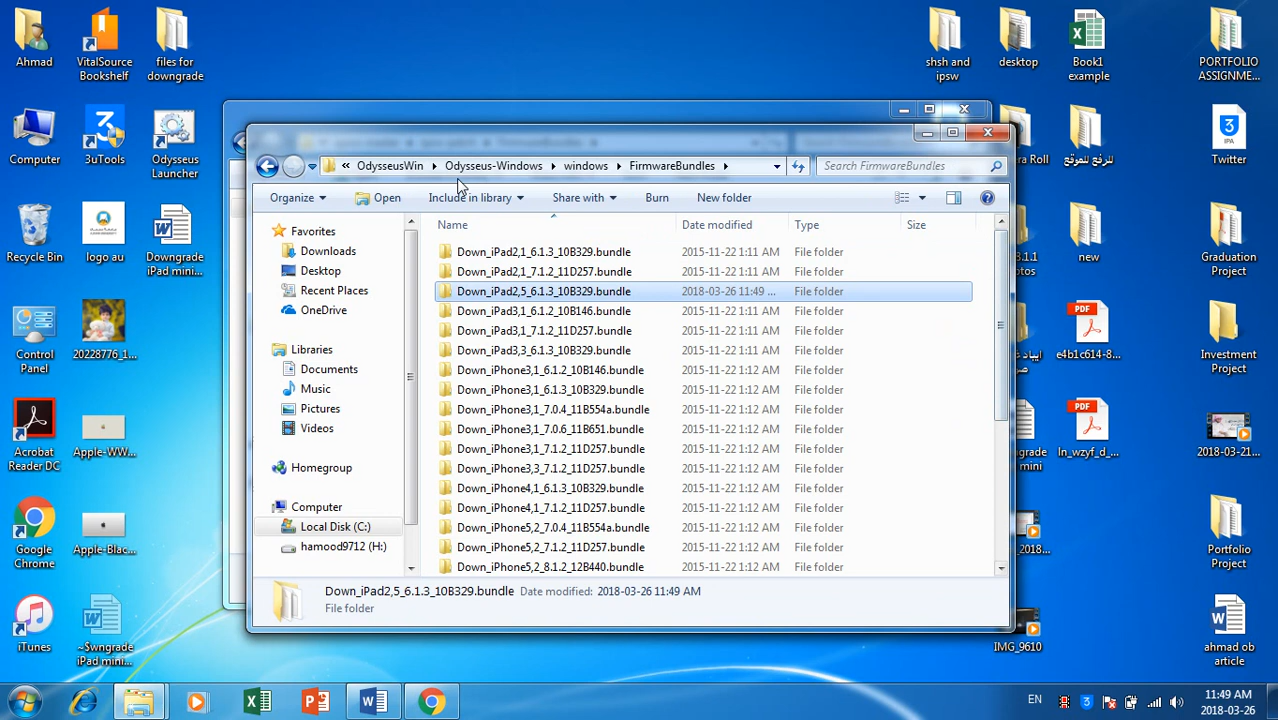 Ahmad
VitalSource
Bookshelf
files for
downgrade
shsh and
ipsw
desktop
Book1
example
PORTFOLIO
ASSIGNME...
Computer
3uTools
Odysseus
Launcher
للرفع للموقع
IPA
Twitter
Recycle Bin
logo au
Downgrade
iPad mini...
new
Graduation
Project
Control
Panel
20228776_1...
e4b1c614-8...
Investment
Project
Acrobat
Reader DC
Apple-WW...
ln_wzyf_d_...
2018-03-21...
Google
Chrome
Apple-Blac...
Portfolio
Project
iTunes
~$wngrade
iPad mini...
IMG_9610
ahmad ob
article
« OdysseusWin Odysseus-Windows windows FirmwareBundles
Search FirmwareBundles
Organize Open Include in library Share with Burn New folder
Favorites
Downloads
Desktop
Recent Places
OneDrive
Libraries
Documents
Music
Pictures
Videos
Homegroup
Computer
Local Disk (C:)
hamood9712 (H:)
Name Date modified Type Size
Down_iPad2,1_6.1.3_10B329.bundle 2015-11-22 1:11 AM File folder
Down_iPad2,1_7.1.2_11D257.bundle 2015-11-22 1:11 AM File folder
Down_iPad2,5_6.1.3_10B329.bundle 2018-03-26 11:49 ... File folder
Down_iPad3,1_6.1.2_10B146.bundle 2015-11-22 1:11 AM File folder
Down_iPad3,1_7.1.2_11D257.bundle 2015-11-22 1:11 AM File folder
Down_iPad3,3_6.1.3_10B329.bundle 2015-11-22 1:11 AM File folder
Down_iPhone3,1_6.1.2_10B146.bundle 2015-11-22 1:12 AM File folder
Down_iPhone3,1_6.1.3_10B329.bundle 2015-11-22 1:12 AM File folder
Down_iPhone3,1_7.0.4_11B554a.bundle 2015-11-22 1:12 AM File folder
Down_iPhone3,1_7.0.6_11B651.bundle 2015-11-22 1:12 AM File folder
Down_iPhone3,1_7.1.2_11D257.bundle 2015-11-22 1:12 AM File folder
Down_iPhone3,3_7.1.2_11D257.bundle 2015-11-22 1:12 AM File folder
Down_iPhone4,1_6.1.3_10B329.bundle 2015-11-22 1:12 AM File folder
Down_iPhone4,1_7.1.2_11D257.bundle 2015-11-22 1:12 AM File folder
Down_iPhone5,2_7.0.4_11B554a.bundle 2015-11-22 1:12 AM File folder
Down_iPhone5,2_7.1.2_11D257.bundle 2015-11-22 1:12 AM File folder
Down_iPhone5,2_8.1.2_12B440.bundle 2015-11-22 1:12 AM File folder
Down_iPad2,5_6.1.3_10B329.bundle Date modified: 2018-03-26 11:49 AM
File folder
EN
11:49 AM
2018-03-26